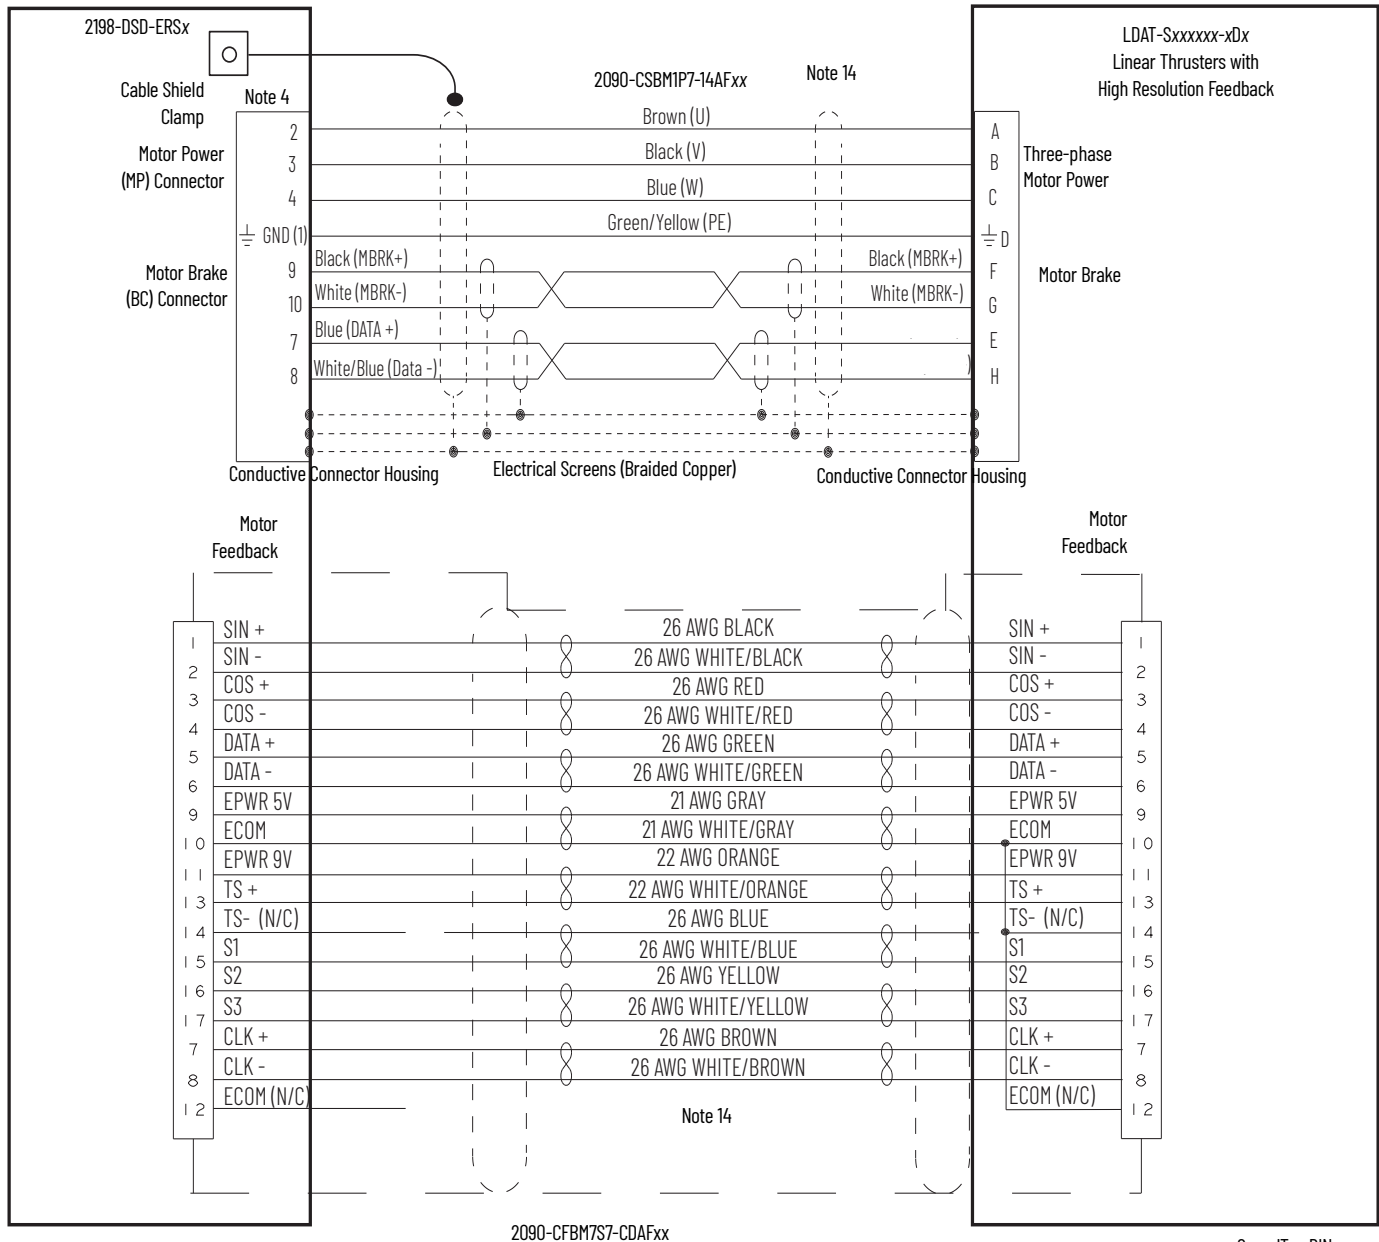 2198-DSD-ERSx
Cable Shield
Clamp
Note 4
2090-CSBM1P7-14AFxx
Note 14
LDAT-Sxxxxxx-xDx
Linear Thrusters with
High Resolution Feedback
Motor Power
(MP) Connector
Motor Brake
(BC) Connector
2
3
4
GND (1)
9
10
7
8
Brown (U)
Black (V)
Blue (W)
Green/Yellow (PE)
Black (MBRK+)
White (MBRK-)
Blue (DATA +)
White/Blue (Data -)
Black (MBRK+)
White (MBRK-)
)
A
B
C
D
F
G
E
H
Three-phase
Motor Power
Motor Brake
Conductive Connector Housing
Electrical Screens (Braided Copper)
Conductive Connector Housing
Motor
Feedback
Motor
Feedback
1
2
3
4
5
6
9
10
11
13
14
15
16
17
7
8
12
SIN +
SIN -
COS +
COS -
DATA +
DATA -
EPWR 5V
ECOM
EPWR 9V
TS +
TS- (N/C)
S1
S2
S3
CLK +
CLK -
ECOM (N/C)
26 AWG BLACK
26 AWG WHITE/BLACK
26 AWG RED
26 AWG WHITE/RED
26 AWG GREEN
26 AWG WHITE/GREEN
21 AWG GRAY
21 AWG WHITE/GRAY
22 AWG ORANGE
22 AWG WHITE/ORANGE
26 AWG BLUE
26 AWG WHITE/BLUE
26 AWG YELLOW
26 AWG WHITE/YELLOW
26 AWG BROWN
26 AWG WHITE/BROWN
Note 14
SIN +
SIN -
COS +
COS -
DATA +
DATA -
EPWR 5V
ECOM
EPWR 9V
TS +
TS- (N/C)
S1
S2
S3
CLK +
CLK -
ECOM (N/C)
1
2
3
4
5
6
9
10
11
13
14
15
16
17
7
8
12
2090-CFBM7S7-CDAFxx